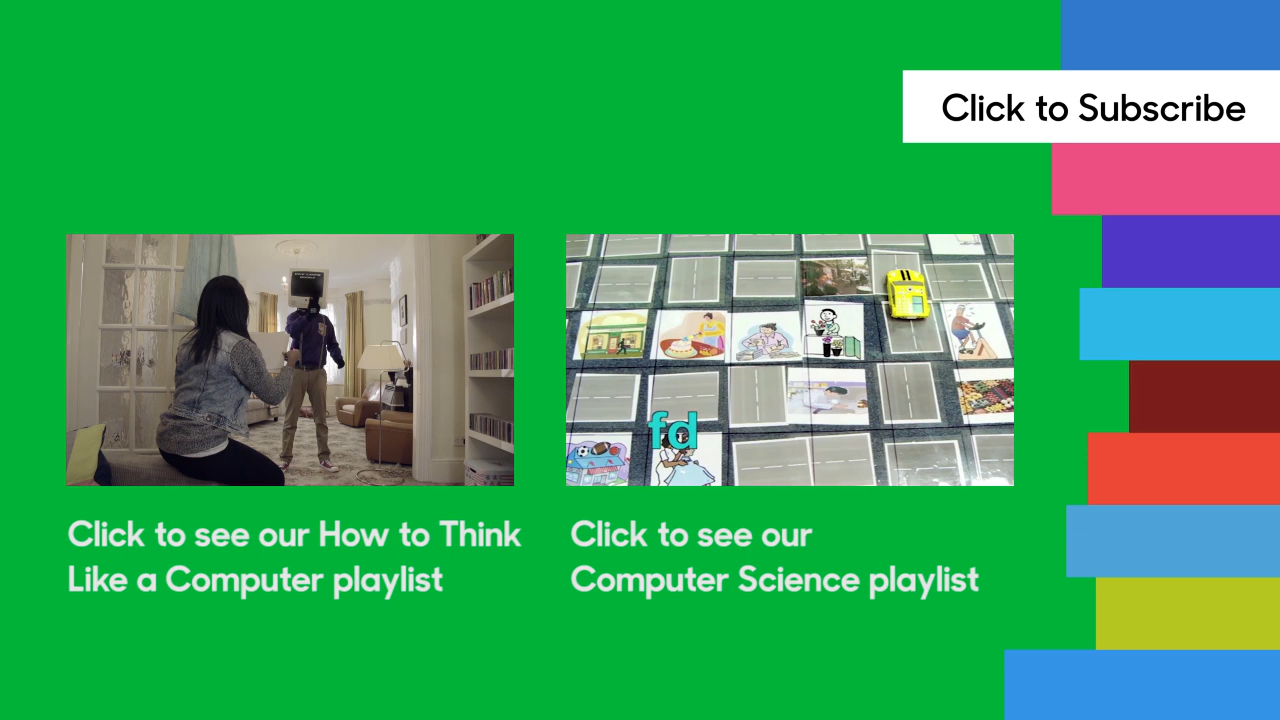 Click to Subscribe
fd
Click to see our How to Think
Like a Computer playlist
Click to see our
Computer Science playlist